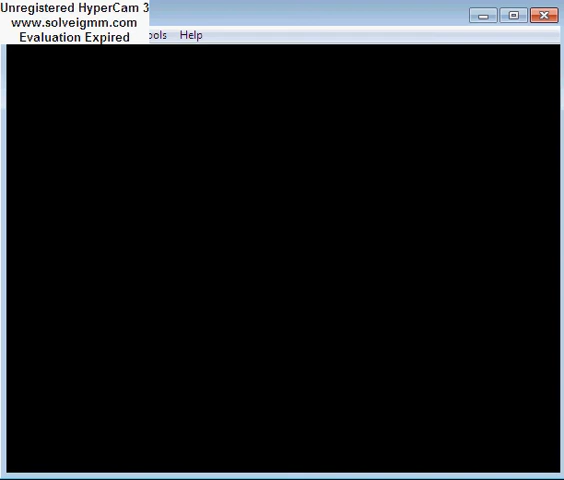 Unregistered HyperCam 3
www.solveigmm.com
Evaluation Expired
ools Help